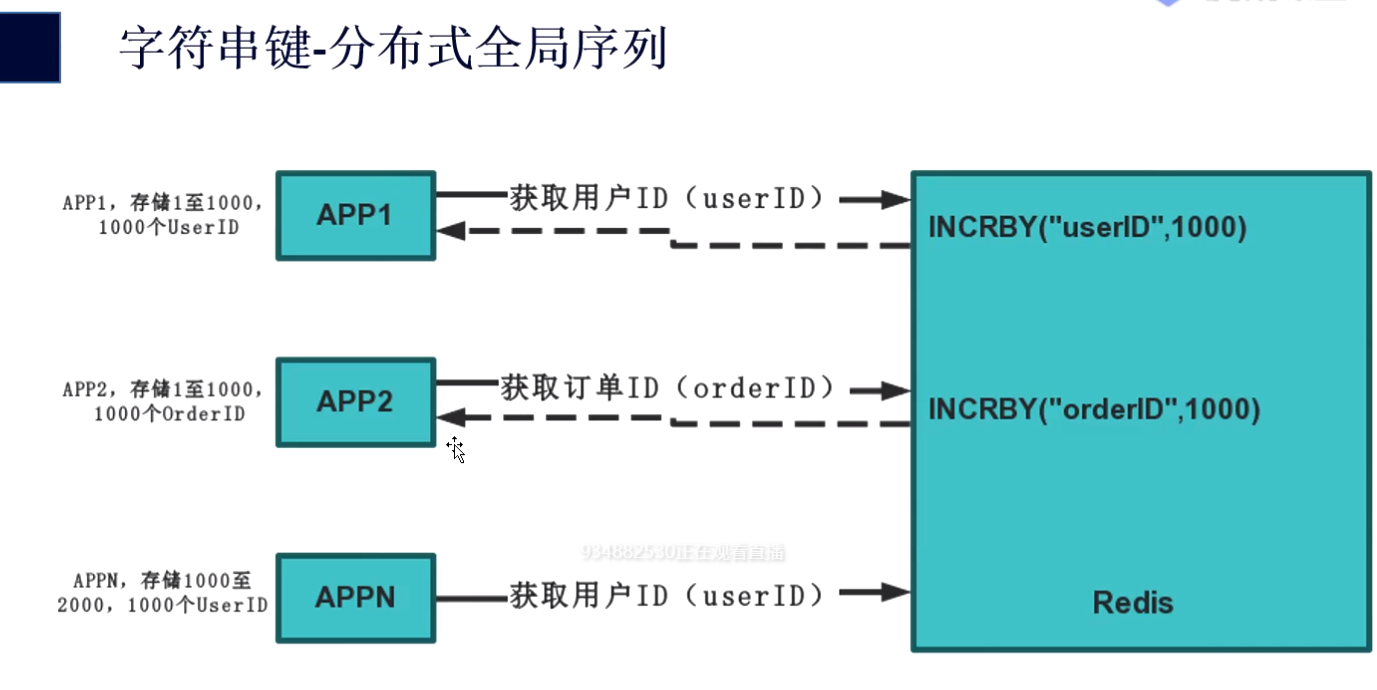 字符串键-分布式全局序列
APP1，存储1至1000，
1000个UserID
APP1
获取用户ID（userID）
INCRBY("userID",1000)
APP2，存储1至1000，
1000个OrderID
APP2
获取订单ID（orderID）
INCRBY("orderID",1000)
934882530正在观看直播
APPN，存储1000至
2000，1000个UserID
APPN
获取用户ID（userID）
Redis